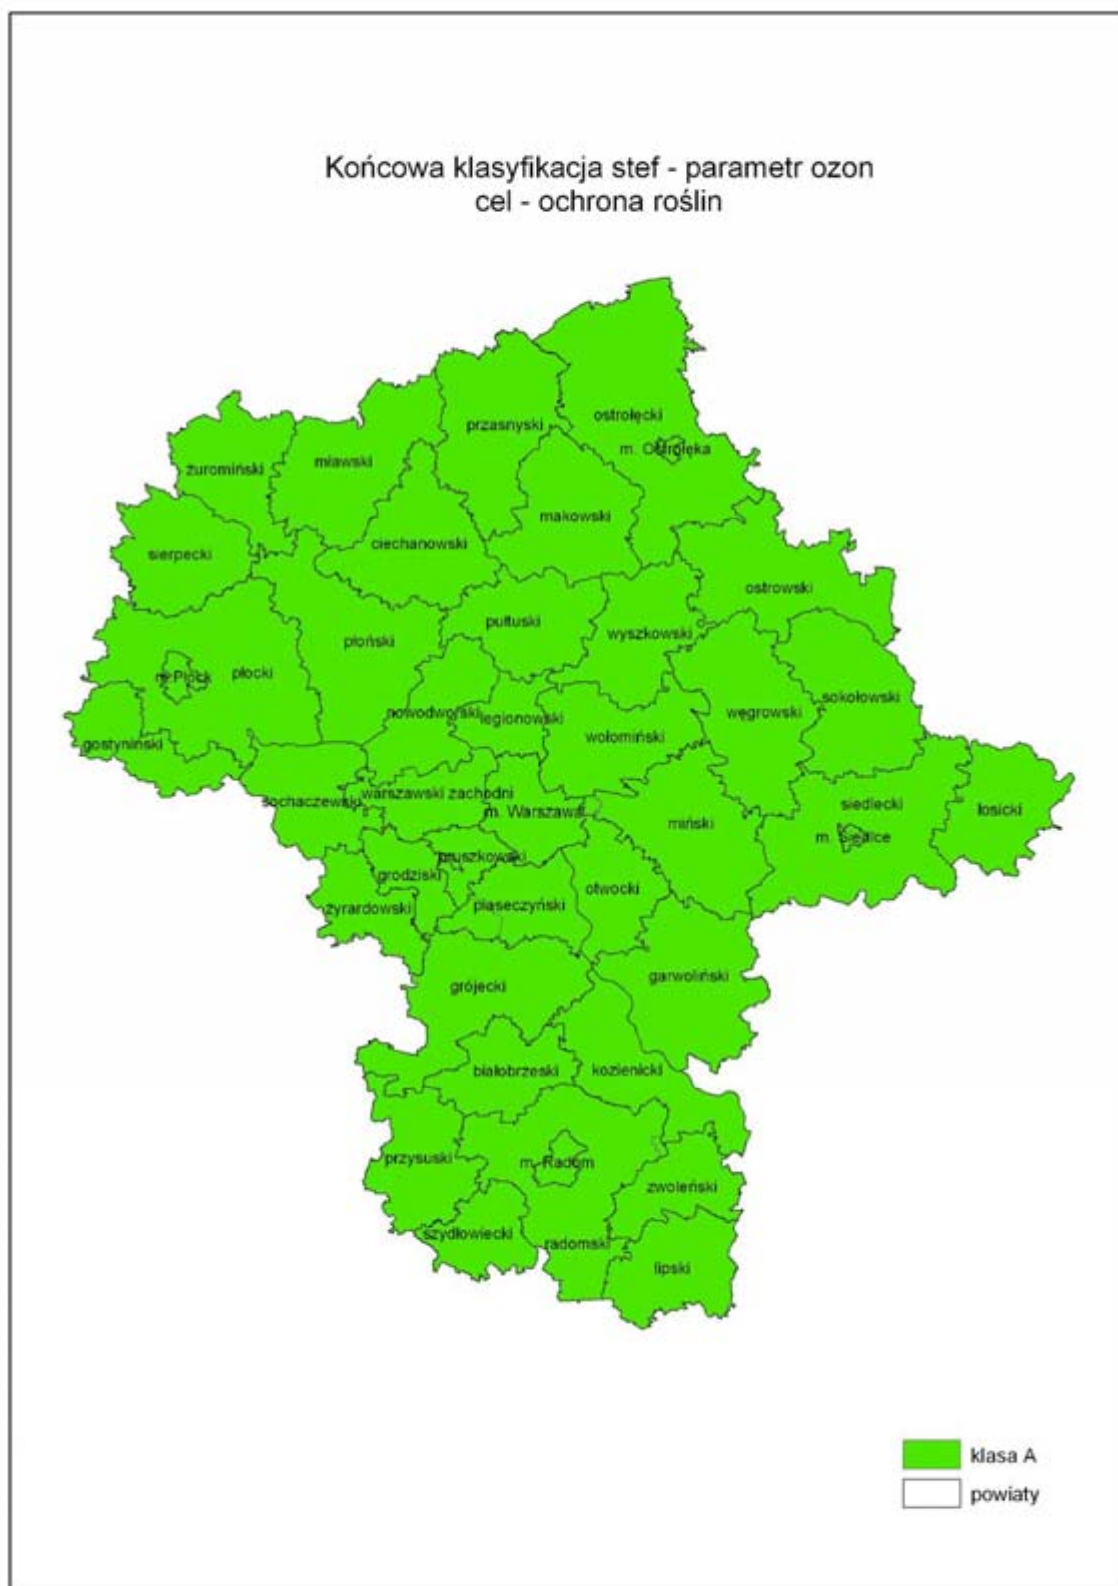 Końcowa klasyfikacja stef - parametr ozon
cel - ochrona roślin
ostrołęcki
przasnyski
m. Ostrołęka
mławski
żuromiński
makowski
ciechanowski
sierpecki
ostrowski
pułtuski
wyszkowski
płoński
m. Płock
płocki
sokołowski
nowodworski
legionowski
węgrowski
wołomiński
gostyniński
warszawski zachodni
sochaczewski
siedlecki
łosicki
m. Warszawa
miński
m. Siedlce
pruszkowski
grodziski
otwocki
żyrardowski
piaseczyński
garwoliński
grójecki
białobrzeski
kozienicki
przysuski
m. Radom
zwoleński
szydłowiecki
radomski
lipski
klasa A
powiaty